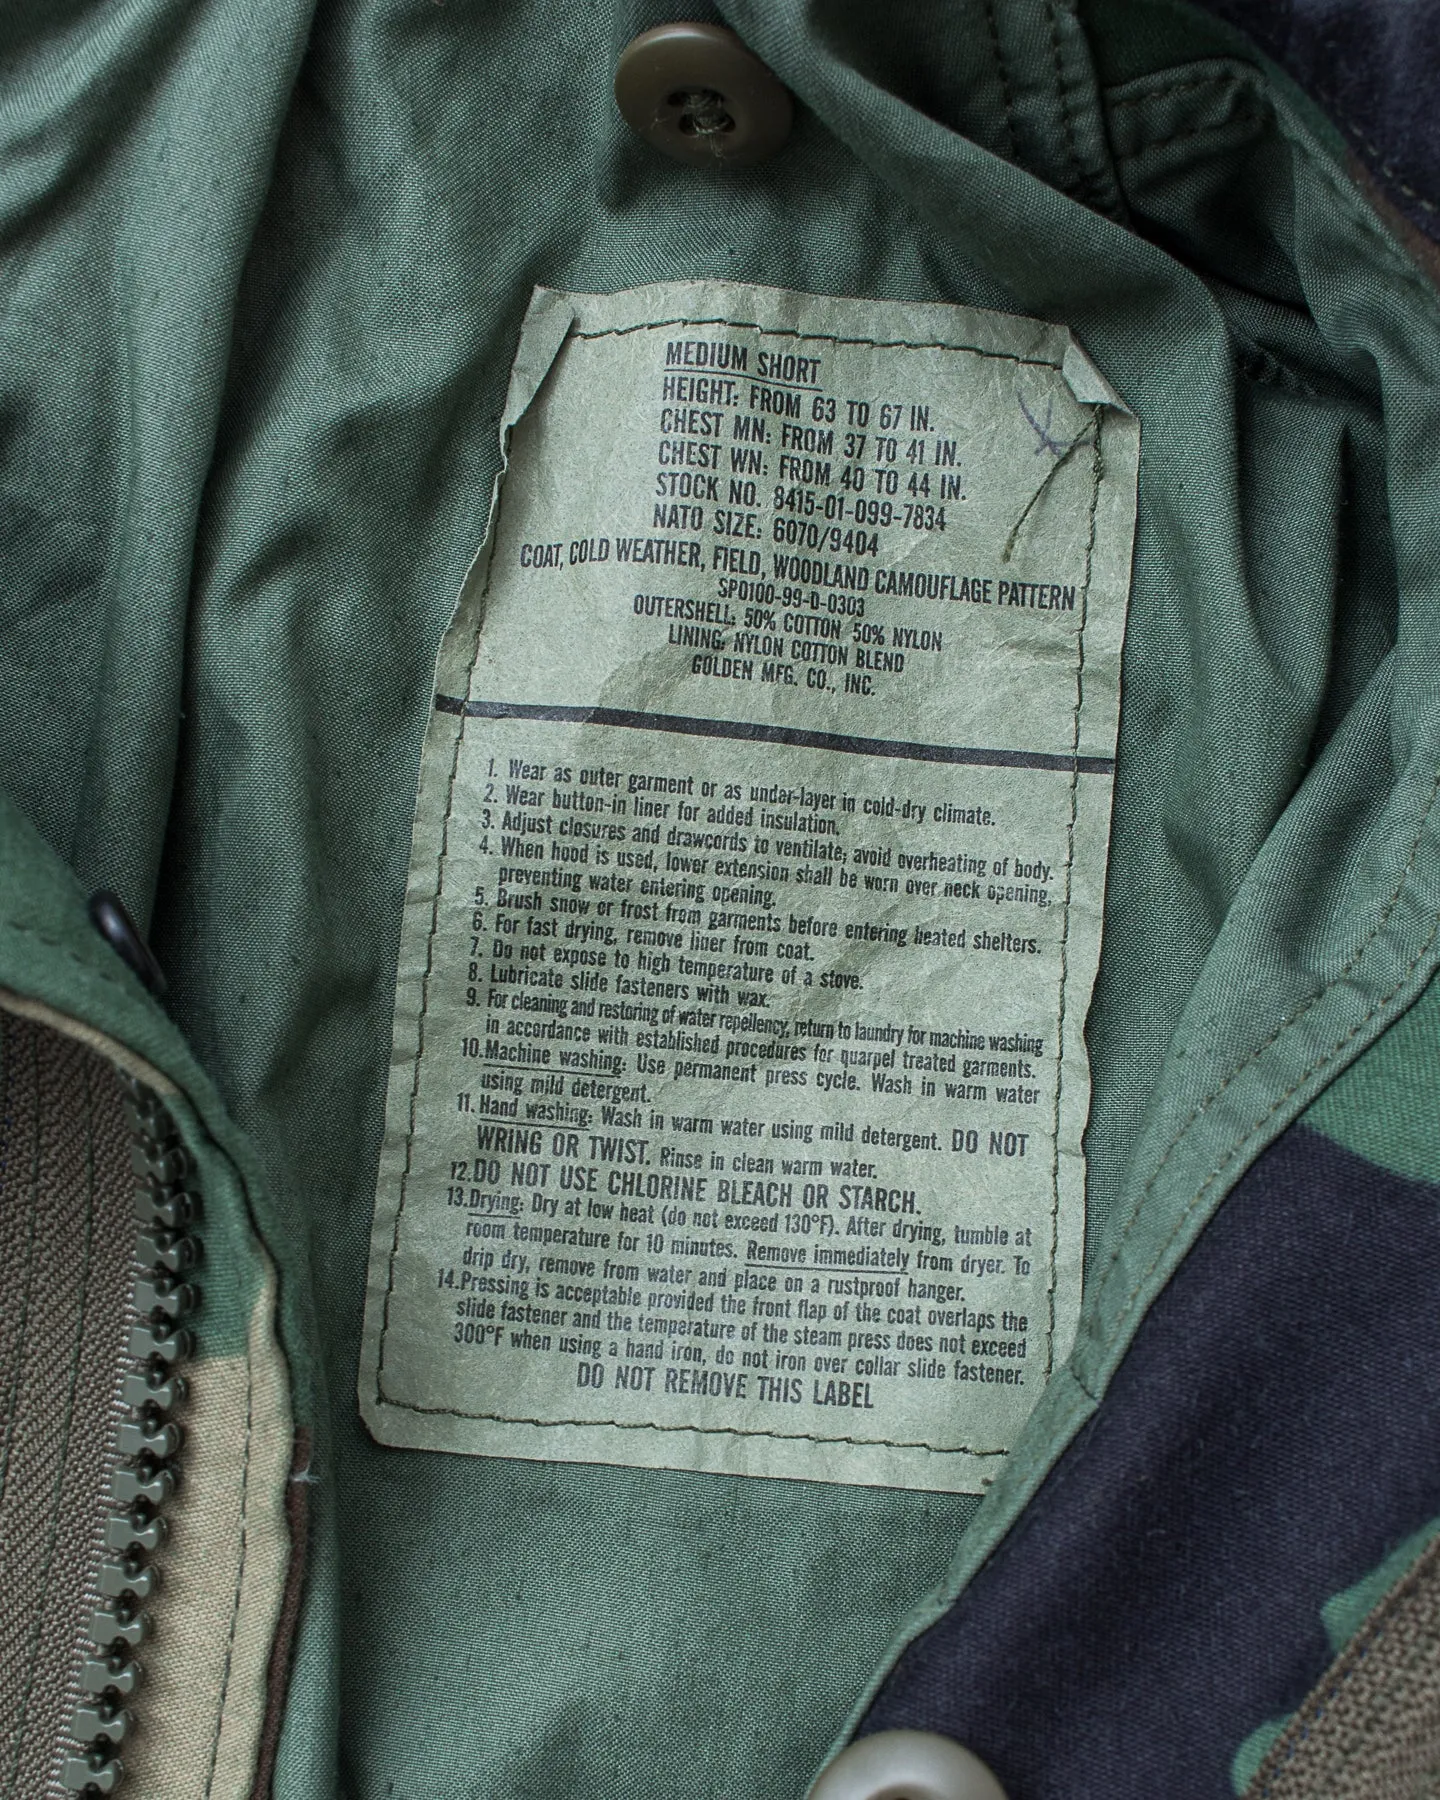 MEDIUM SHORT
HEIGHT: FROM 63 TO 67 IN.
CHEST MN: FROM 37 TO 41 IN.
CHEST WN: FROM 40 TO 44 IN.
STOCK NO. 8415-01-099-7834
NATO SIZE: 6070/9404
COAT, COLD WEATHER, FIELD, WOODLAND CAMOUFLAGE PATTERN
SPO100-99-D-0303
OUTERSHELL: 50% COTTON 50% NYLON
LINING: NYLON COTTON BLEND
GOLDEN MFG. CO., INC.
1. Wear as outer garment or as under-layer in cold-dry climate.
2. Wear button-in liner for added insulation.
3. Adjust closures and drawcords to ventilate; avoid overheating of body.
4. When hood is used, lower extension shall be worn over neck opening,
preventing water entering opening.
5. Brush snow or frost from garments before entering heated shelters.
6. For fast drying, remove liner from coat.
7. Do not expose to high temperature of a stove.
8. Lubricate slide fasteners with wax.
9. For cleaning and restoring of water repellency, return to laundry for machine washing
in accordance with established procedures for quarpel treated garments.
10. Machine washing: Use permanent press cycle. Wash in warm water
using mild detergent.
11. Hand washing: Wash in warm water using mild detergent. DO NOT
WRING OR TWIST. Rinse in clean warm water.
12. DO NOT USE CHLORINE BLEACH OR STARCH.
13. Drying: Dry at low heat (do not exceed 130°F). After drying, tumble at
room temperature for 10 minutes. Remove immediately from dryer. To
drip dry, remove from water and place on a rustproof hanger.
14. Pressing is acceptable provided the front flap of the coat overlaps the
slide fastener and the temperature of the steam press does not exceed
300°F when using a hand iron, do not iron over collar slide fastener.
DO NOT REMOVE THIS LABEL